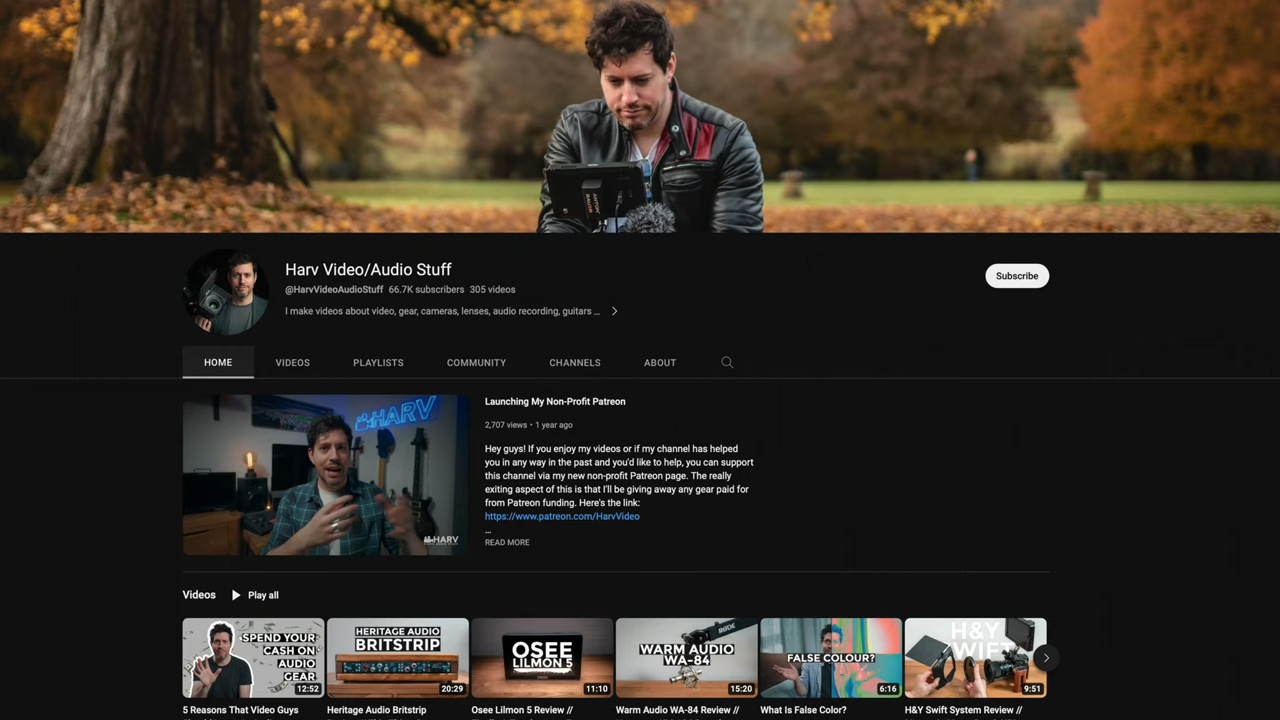 Harv Video/Audio Stuff
@HarvVideoAudioStuff 66.7K subscribers 305 videos
I make videos about video, gear, cameras, lenses, audio recording, guitars ...
Subscribe
HOME VIDEOS PLAYLISTS COMMUNITY CHANNELS ABOUT
HARV
HARV
Launching My Non-Profit Patreon
2,707 views • 1 year ago
Hey guys! If you enjoy my videos or if my channel has helped
you in any way in the past and you'd like to help, you can support
this channel via my new non-profit Patreon page. The really
exiting aspect of this is that I'll be giving away any gear paid for
from Patreon funding. Here's the link:
https://www.patreon.com/HarvVideo
...
READ MORE
Videos Play all
SPEND YOUR
CASH ON
AUDIO
GEAR
12:52
HERITAGE AUDIO
BRITSTRIP
20:29
OSEE
LILMON 5
11:10
RØDE
WARM AUDIO
WA-84
15:20
FALSE COLOUR?
6:16
H&Y
SWIFT
9:51
5 Reasons That Video Guys
Heritage Audio Britstrip
Osee Lilmon 5 Review //
Warm Audio WA-84 Review //
What Is False Color?
H&Y Swift System Review //